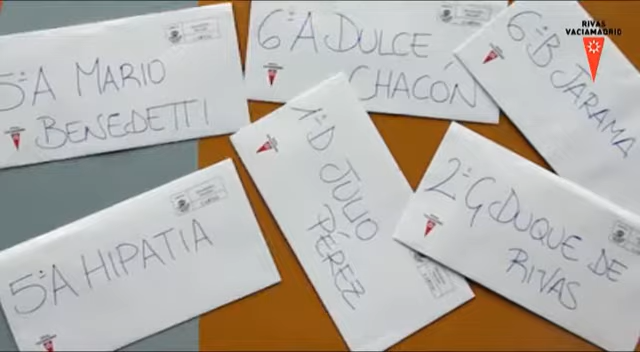 RIVAS
VACIAMADRID
5ºA MARIO
BENEDETTI
6ºA DULCE
CHACÓN
6ºB
JARAMA
1ºD
JULIO
PÉREZ
2ºG DUQUE DE
RIVAS
5ºA HIPATIA